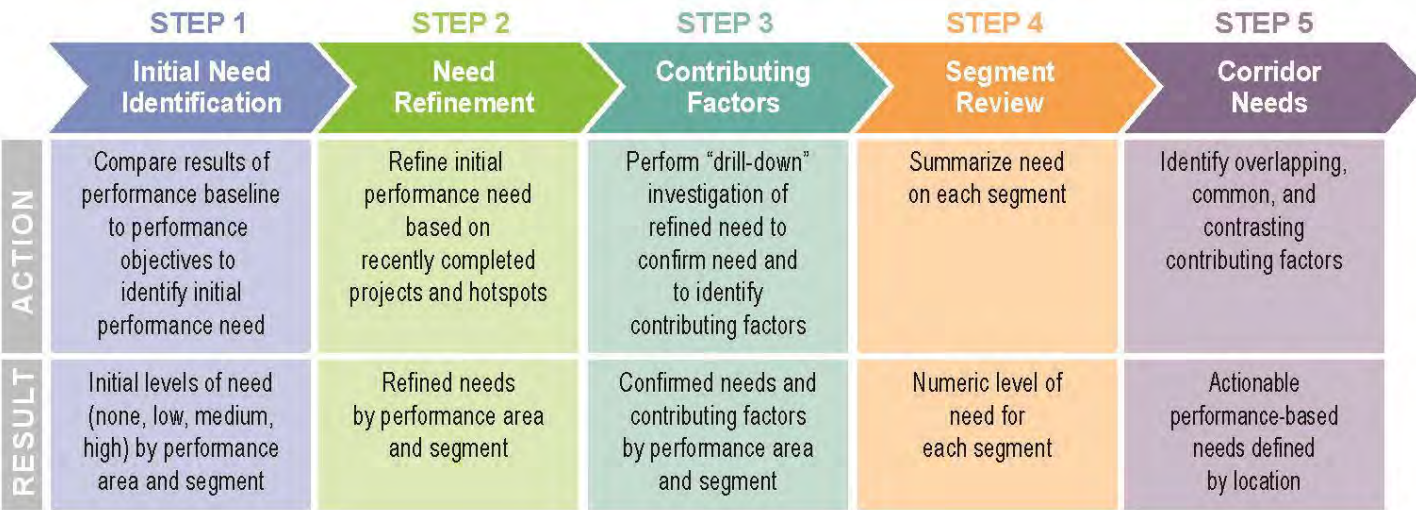 STEP 1
STEP 2
STEP 3
STEP 4
STEP 5
Initial Need
Identification
Need
Refinement
Contributing
Factors
Segment
Review
Corridor
Needs
ACTION
Compare results of
performance baseline
to performance
objectives to
identify initial
performance need
Refine initial
performance need
based on
recently completed
projects and hotspots
Perform “drill-down”
investigation of
refined need to
confirm need and
to identify
contributing factors
Summarize need
on each segment
Identify overlapping,
common, and
contrasting
contributing factors
RESULT
Initial levels of need
(none, low, medium,
high) by performance
area and segment
Refined needs
by performance area
and segment
Confirmed needs and
contributing factors
by performance area
and segment
Numeric level of
need for
each segment
Actionable
performance-based
needs defined
by location